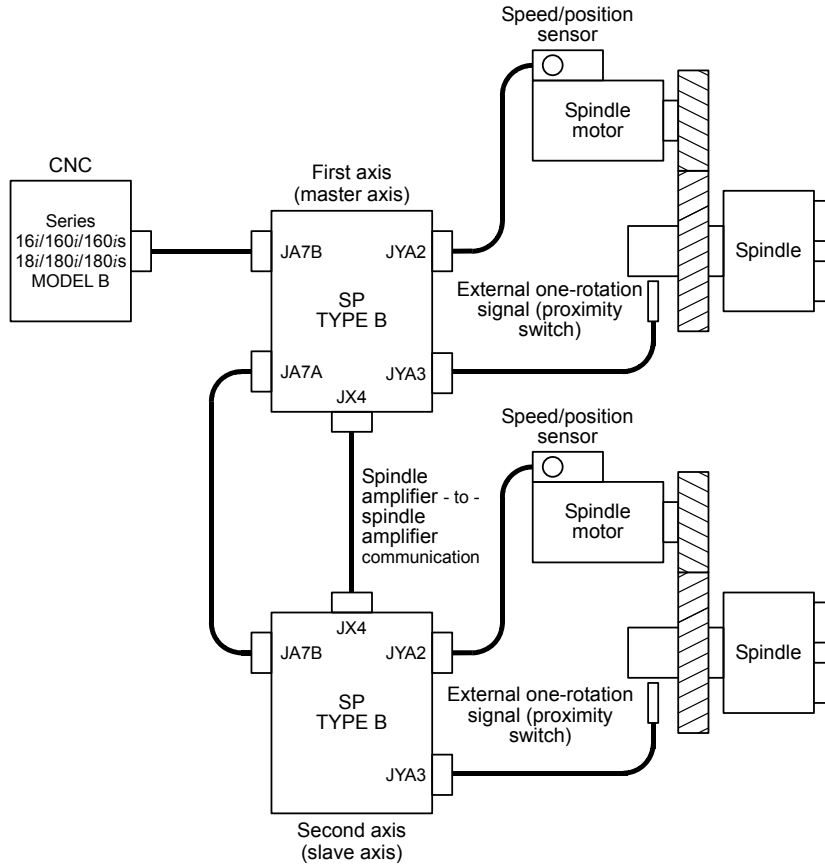 Speed/position
sensor
Spindle
motor
CNC
Series
16i/160i/160is
18i/180i/180is
MODEL B
First axis
(master axis)
JA7B
JYA2
SP
TYPE B
JA7A
JYA3
JX4
External one-rotation
signal (proximity
switch)
Spindle
Speed/position
sensor
Spindle
motor
Spindle
amplifier - to -
spindle
amplifier
communication
JX4
JA7B
JYA2
SP
TYPE B
JYA3
External one-rotation
signal (proximity
switch)
Spindle
Second axis
(slave axis)